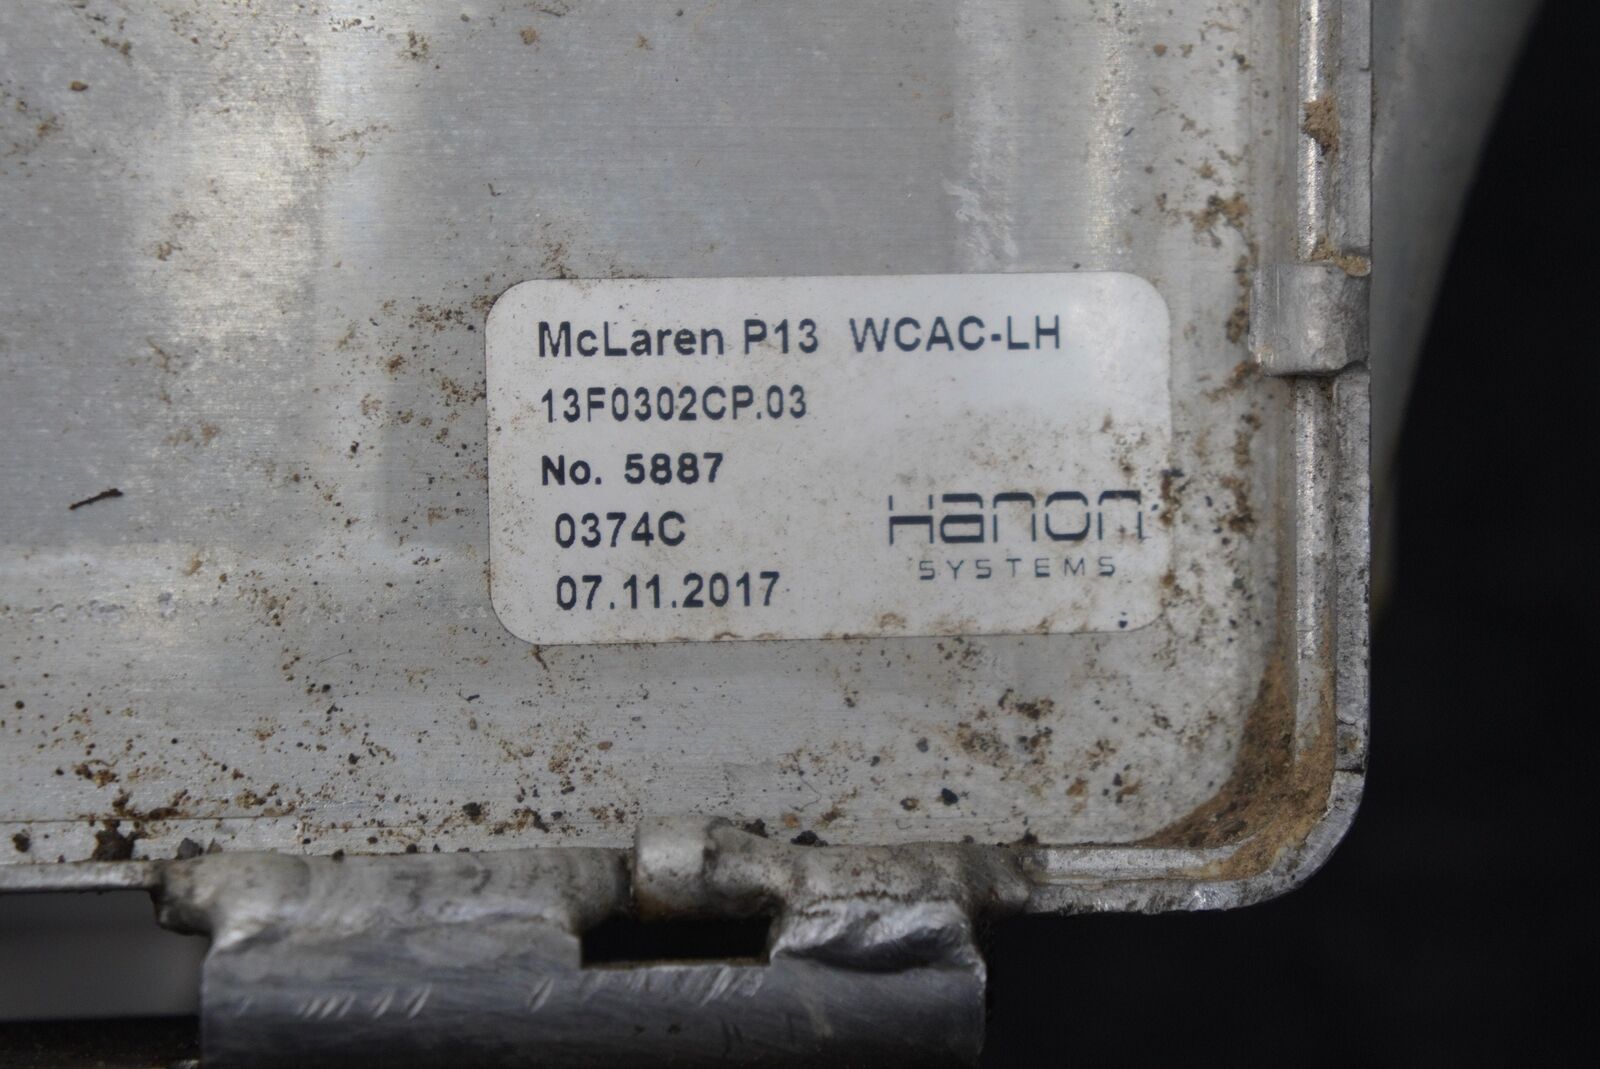 McLaren P13 WCAC-LH
13F0302CP.03
No. 5887
0374C
07.11.2017
Hanon
SYSTEMS